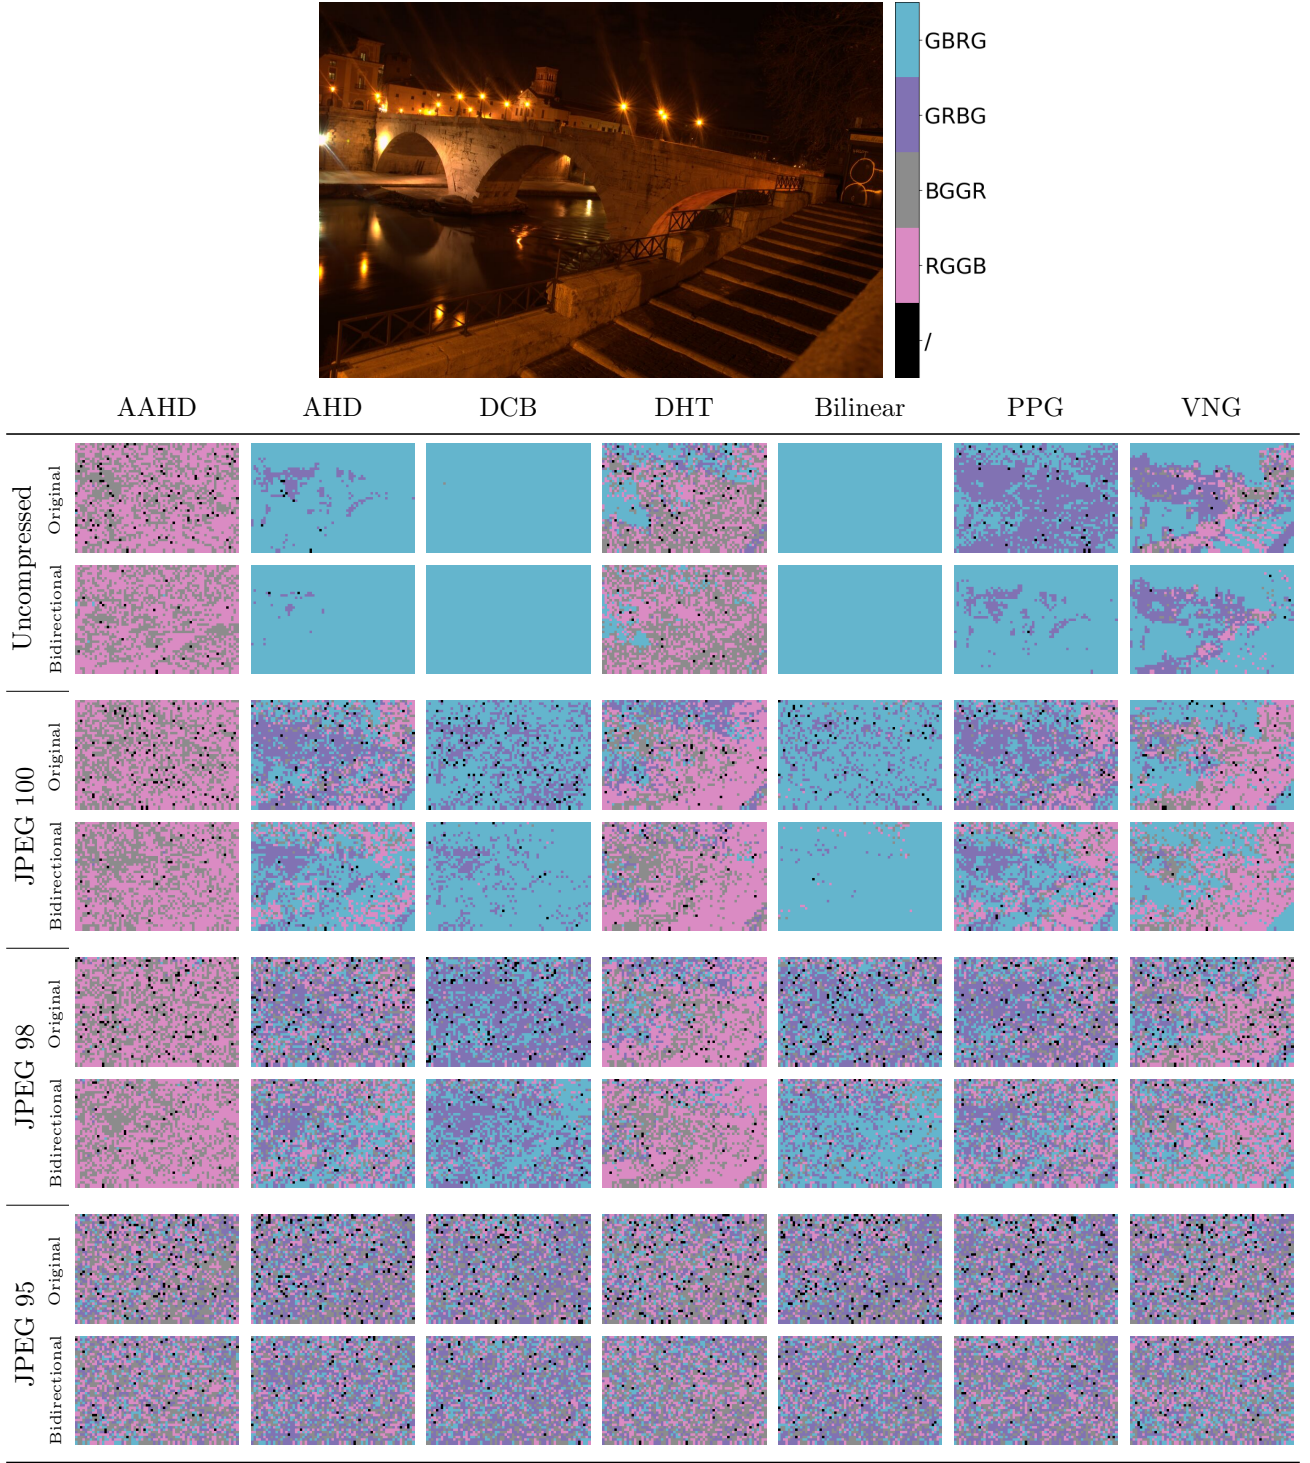 GBRG
GRBG
BGGR
RGGB
/
AAHD AHD DCB DHT Bilinear PPG VNG
Uncompressed
Original
Bidirectional
JPEG 100
Original
Bidirectional
JPEG 98
Original
Bidirectional
JPEG 95
Original
Bidirectional